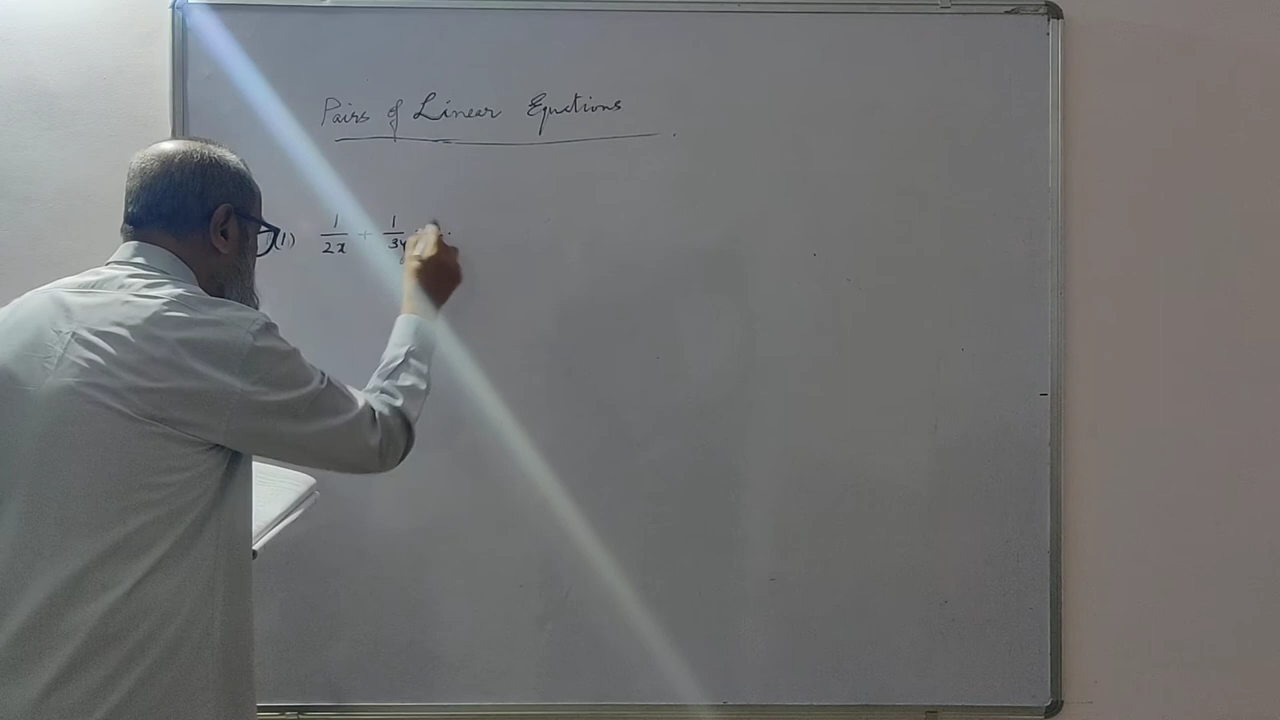 Pairs of Linear Equations
(1) 1/2x + 1/3y